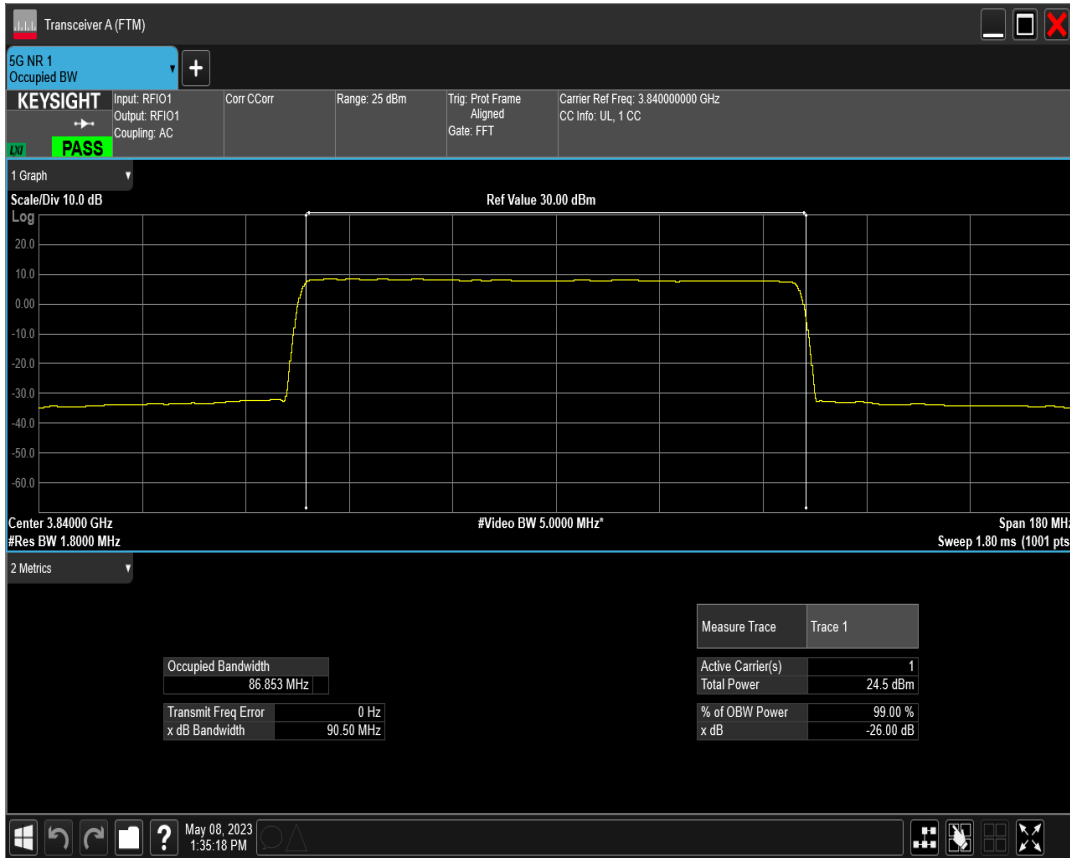 Transceiver A (FTM)
5G NR 1
Occupied BW
+
KEYSIGHT
LXI
PASS
Input: RFIO1
Output: RFIO1
Coupling: AC
Corr CCorr
Range: 25 dBm
Trig: Prot Frame
Aligned
Gate: FFT
Carrier Ref Freq: 3.840000000 GHz
CC Info: UL, 1 CC
1 Graph
Scale/Div 10.0 dB
Ref Value 30.00 dBm
Log
20.0
10.0
0.00
-10.0
-20.0
-30.0
-40.0
-50.0
-60.0
Center 3.84000 GHz
#Video BW 5.0000 MHz*
Span 180 MHz
#Res BW 1.8000 MHz
Sweep 1.80 ms (1001 pts
2 Metrics
Measure Trace Trace 1
Occupied Bandwidth
86.853 MHz
Active Carrier(s) 1
Total Power 24.5 dBm
Transmit Freq Error 0 Hz
x dB Bandwidth 90.50 MHz
% of OBW Power 99.00 %
x dB -26.00 dB
?
May 08, 2023
1:35:18 PM